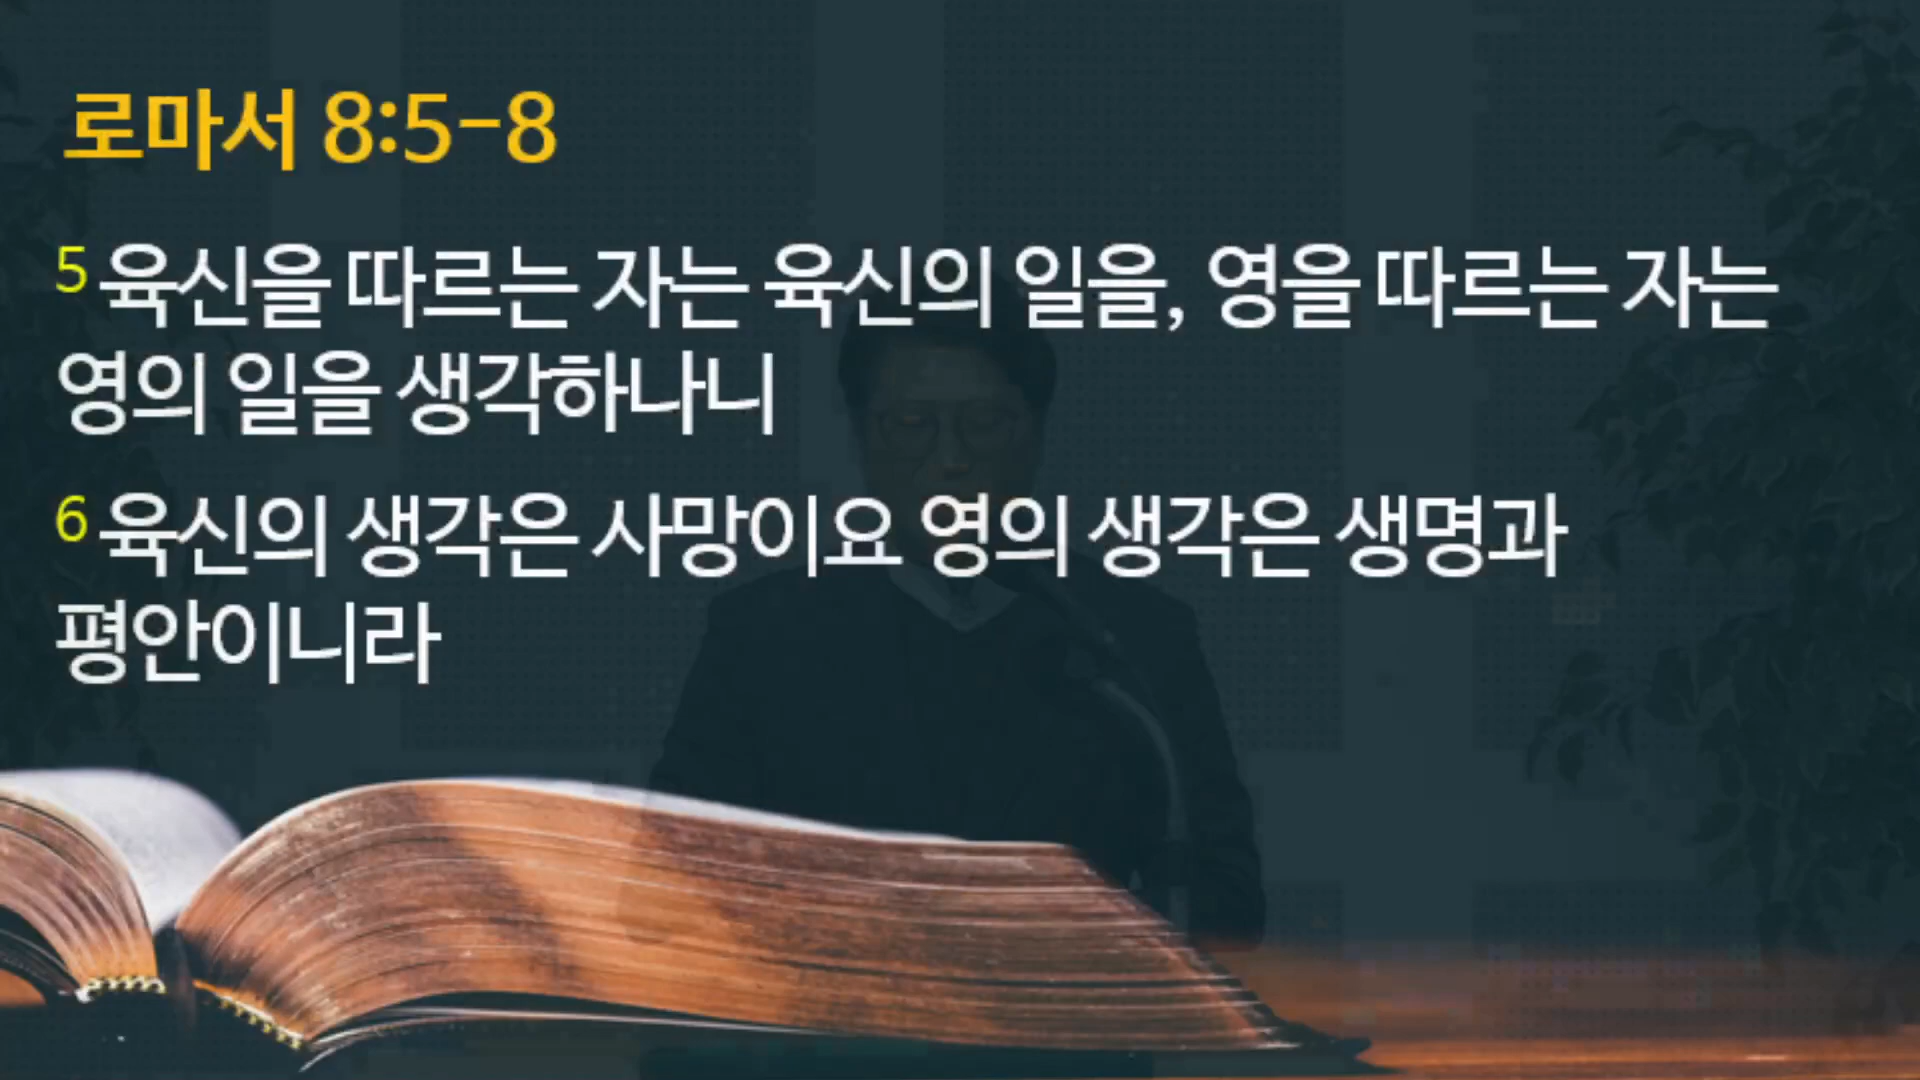 로마서 8:5-8
5 육신을 따르는 자는 육신의 일을, 영을 따르는 자는
영의 일을 생각하나니
6 육신의 생각은 사망이요 영의 생각은 생명과
평안이니라